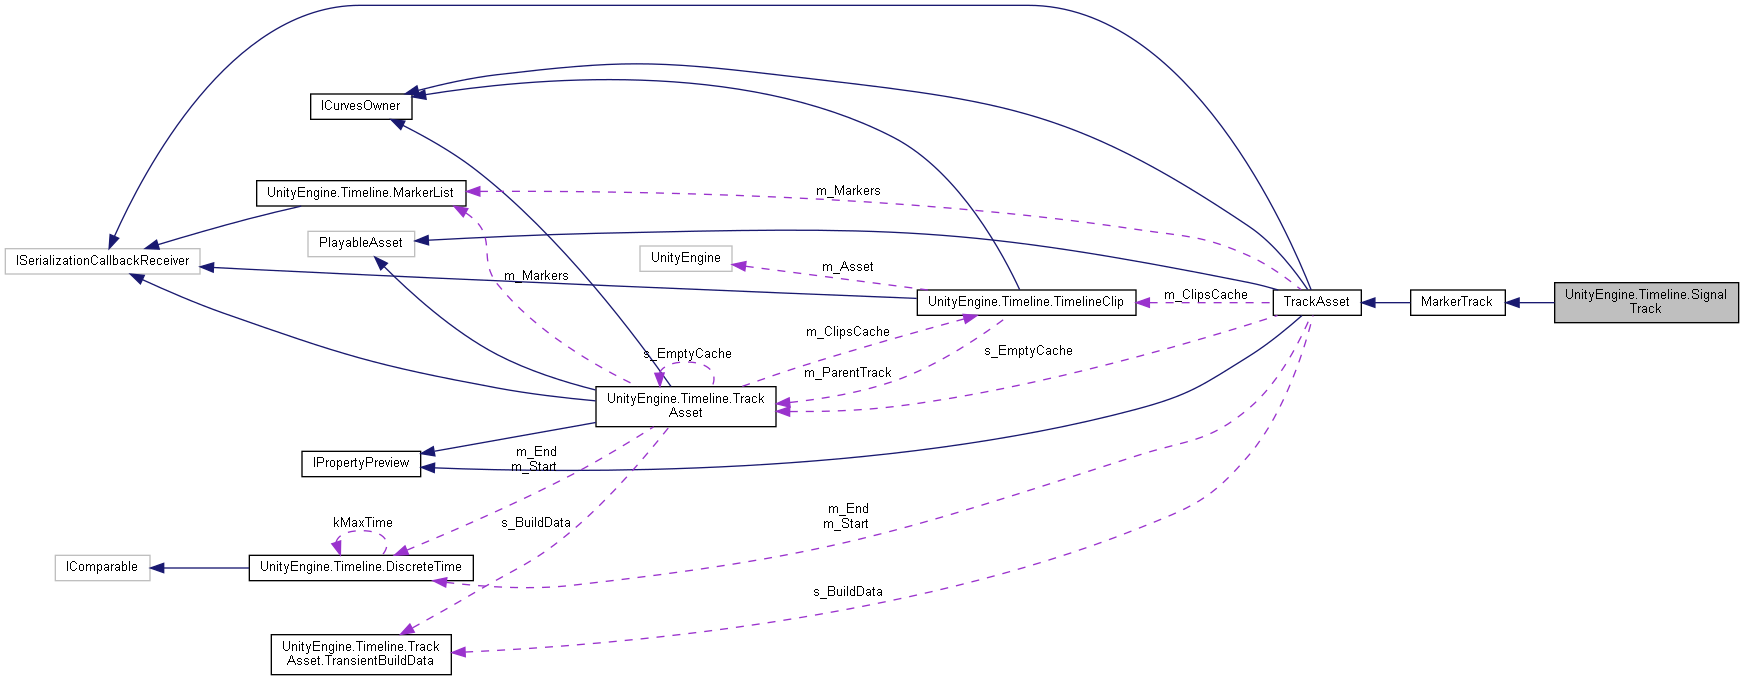 ICurvesOwner
UnityEngine.Timeline.MarkerList
m_Markers
PlayableAsset
ISerializationCallbackReceiver
UnityEngine
m_Asset
m_Markers
UnityEngine.Timeline.TimelineClip
m_ClipsCache
TrackAsset
MarkerTrack
UnityEngine.Timeline.Signal
Track
m_ClipsCache
s_EmptyCache
s_EmptyCache
m_ParentTrack
UnityEngine.Timeline.Track
Asset
IPropertyPreview
m_End
m_Start
m_End
m_Start
kMaxTime
s_BuildData
IComparable
UnityEngine.Timeline.DiscreteTime
s_BuildData
UnityEngine.Timeline.Track
Asset.TransientBuildData